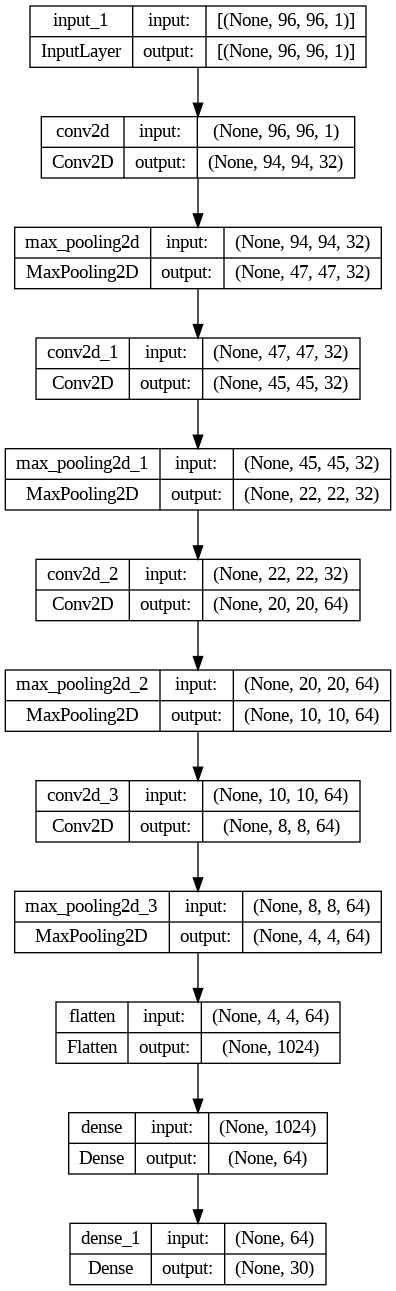 input_1 input: [(None, 96, 96, 1)]
InputLayer output: [(None, 96, 96, 1)]
conv2d input: (None, 96, 96, 1)
Conv2D output: (None, 94, 94, 32)
max_pooling2d input: (None, 94, 94, 32)
MaxPooling2D output: (None, 47, 47, 32)
conv2d_1 input: (None, 47, 47, 32)
Conv2D output: (None, 45, 45, 32)
max_pooling2d_1 input: (None, 45, 45, 32)
MaxPooling2D output: (None, 22, 22, 32)
conv2d_2 input: (None, 22, 22, 32)
Conv2D output: (None, 20, 20, 64)
max_pooling2d_2 input: (None, 20, 20, 64)
MaxPooling2D output: (None, 10, 10, 64)
conv2d_3 input: (None, 10, 10, 64)
Conv2D output: (None, 8, 8, 64)
max_pooling2d_3 input: (None, 8, 8, 64)
MaxPooling2D output: (None, 4, 4, 64)
flatten input: (None, 4, 4, 64)
Flatten output: (None, 1024)
dense input: (None, 1024)
Dense output: (None, 64)
dense_1 input: (None, 64)
Dense output: (None, 30)